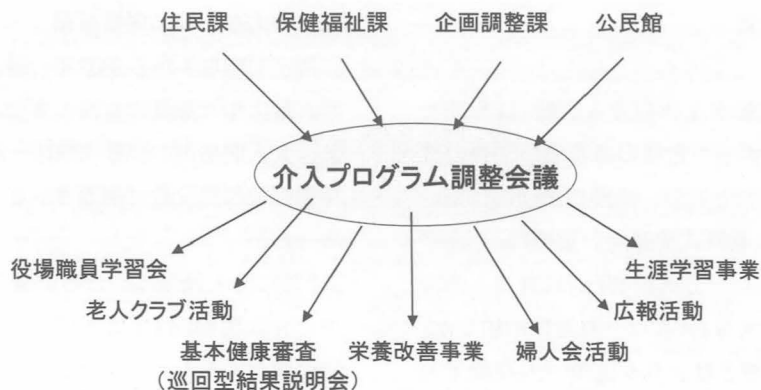 住民課 保健福祉課 企画調整課 公民館
介入プログラム調整会議
役場職員学習会 生涯学習事業
老人クラブ活動 広報活動
基本健康審査 栄養改善事業 婦人会活動
（巡回型結果説明会）